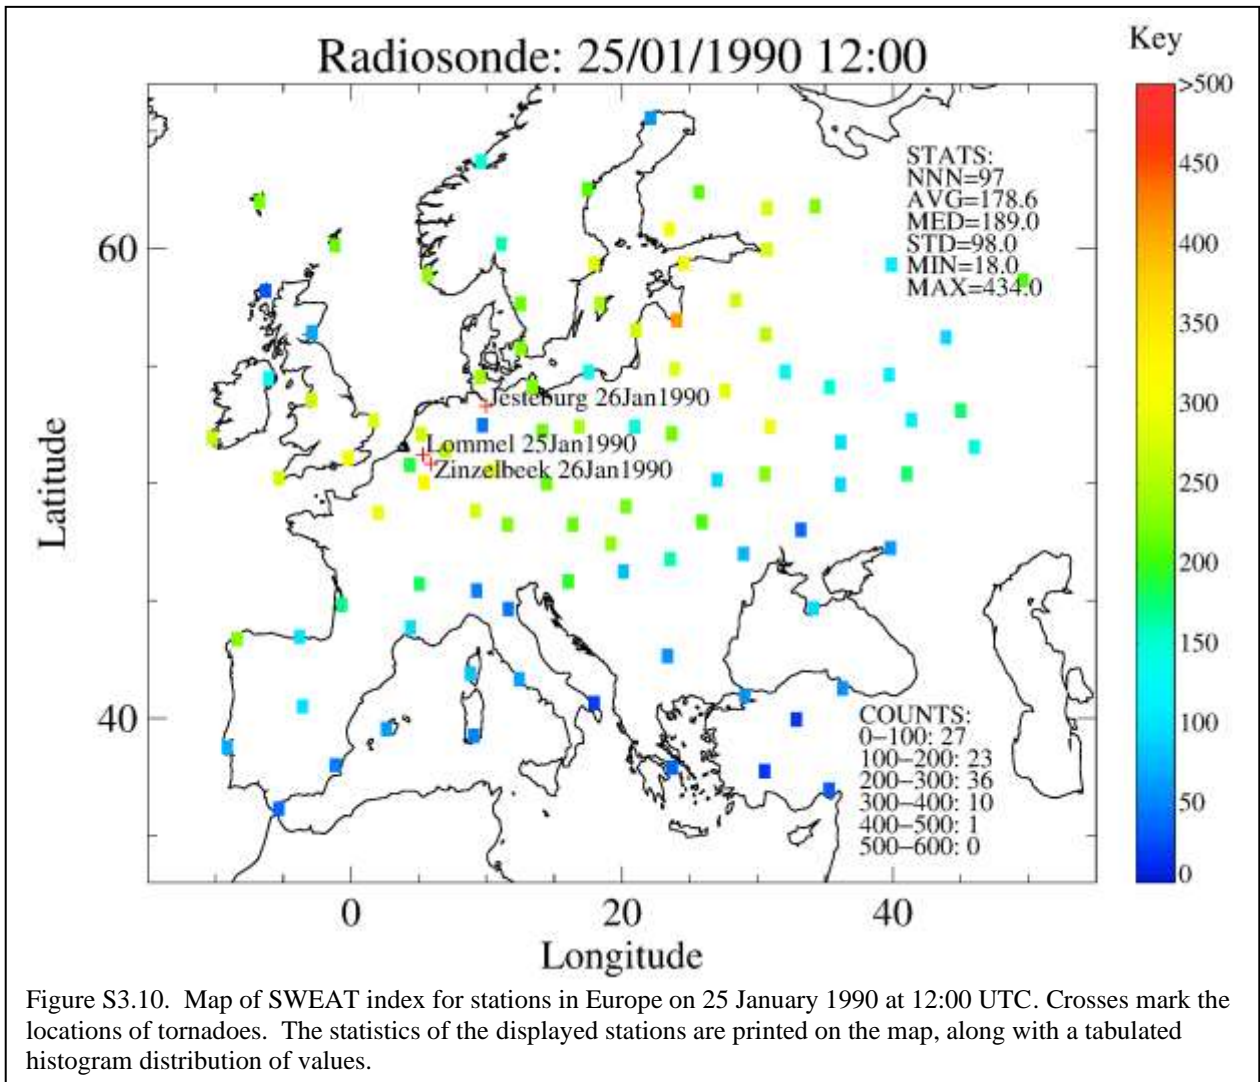 Radiosonde: 25/01/1990 12:00
Key
>500
450
400
350
300
250
200
150
100
50
0
STATS:
NNN=97
AVG=178.6
MED=189.0
STD=98.0
MIN=18.0
MAX=434.0
60
40
Latitude
Jesteburg 26Jan1990
Lommel 25Jan1990
Zinzelbeek 26Jan1990
COUNTS:
0−100: 27
100−200: 23
200−300: 36
300−400: 10
400−500: 1
500−600: 0
0
20
40
Longitude
Figure S3.10. Map of SWEAT index for stations in Europe on 25 January 1990 at 12:00 UTC. Crosses mark the
locations of tornadoes. The statistics of the displayed stations are printed on the map, along with a tabulated
histogram distribution of values.